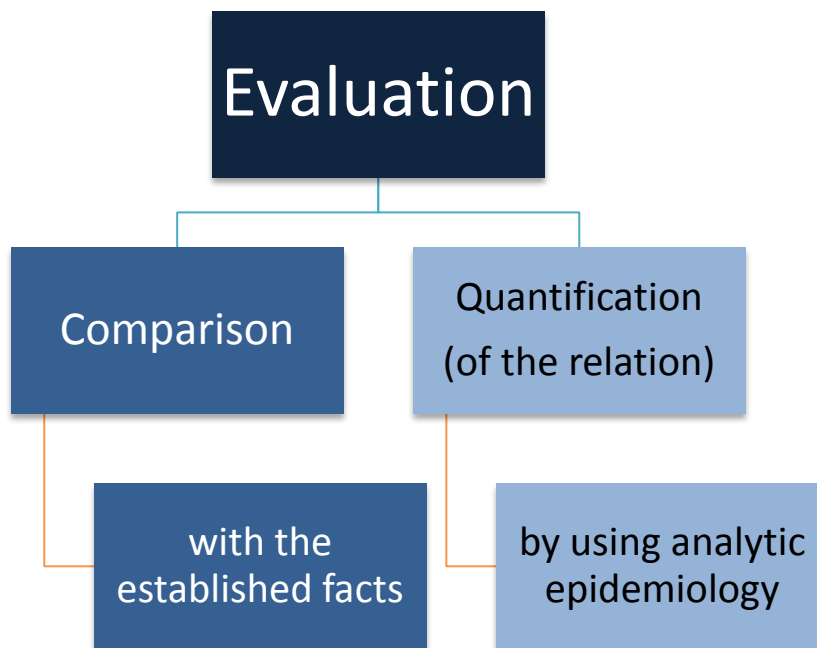 Evaluation
Comparison
Quantification
(of the relation)
with the
established facts
by using analytic
epidemiology